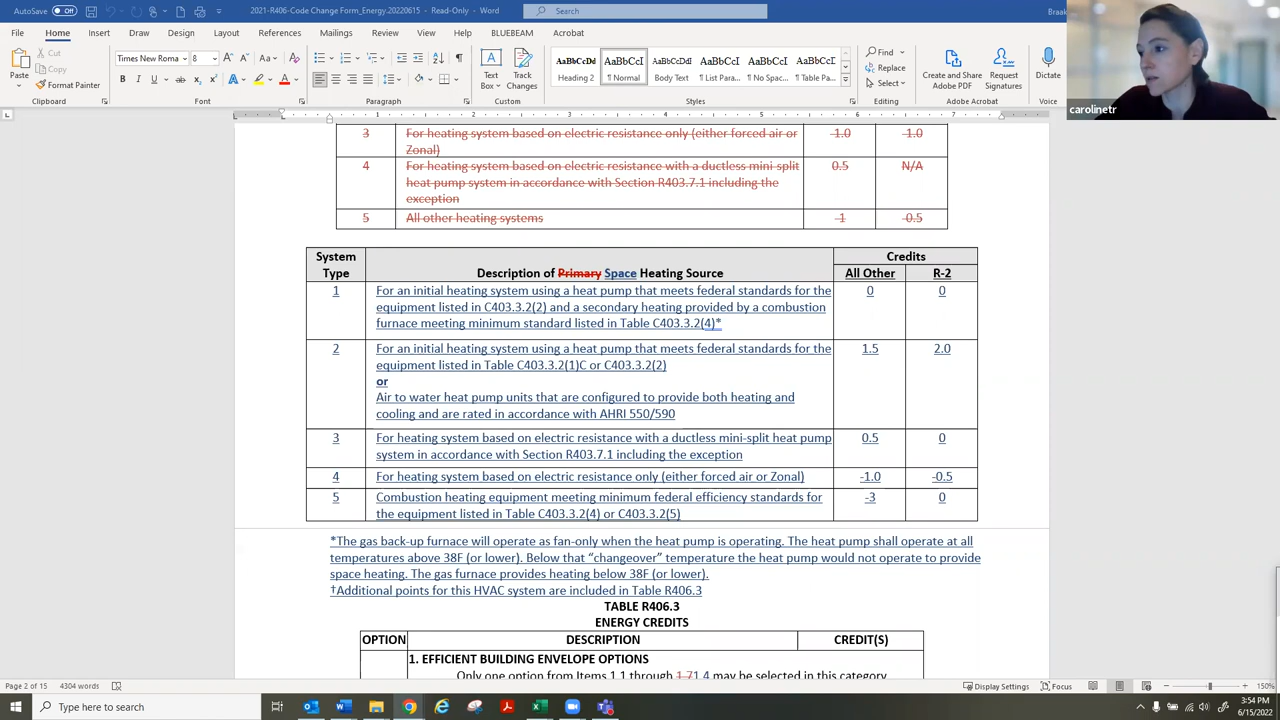 AutoSave Off 2021-R406-Code Change Form_Energy.20220615 - Read-Only - Word Search
File Home Insert Draw Design Layout References Mailings Review View Help BLUEBEAM Acrobat
Paste Cut Copy Format Painter Clipboard
Times New Roma 8 Font
Paragraph
Text Box Track Changes Custom
AaBbCcDd Heading 2 AaBbCcI ¶ Normal AaBbCcDdI Body Text AaBbCcI ¶ List Para... AaBbCcI ¶ No Spac... AaBbCcI ¶ Table Pa... Styles
Find Replace Select Editing
Create and Share Adobe PDF Request Signatures Adobe Acrobat
Dictate Voice
Braak
carolinetr
3 For heating system based on electric resistance only (either forced air or -1.0 -1.0
Zonal)
4 For heating system based on electric resistance with a ductless mini-split 0.5 N/A
heat pump system in accordance with Section R403.7.1 including the
exception
5 All other heating systems -1 -0.5
System Type Description of Primary Space Heating Source Credits
All Other R-2
1 For an initial heating system using a heat pump that meets federal standards for the 0 0
equipment listed in C403.3.2(2) and a secondary heating provided by a combustion
furnace meeting minimum standard listed in Table C403.3.2(4)*
2 For an initial heating system using a heat pump that meets federal standards for the 1.5 2.0
equipment listed in Table C403.3.2(1)C or C403.3.2(2)
or
Air to water heat pump units that are configured to provide both heating and
cooling and are rated in accordance with AHRI 550/590
3 For heating system based on electric resistance with a ductless mini-split heat pump 0.5 0
system in accordance with Section R403.7.1 including the exception
4 For heating system based on electric resistance only (either forced air or Zonal) -1.0 -0.5
5 Combustion heating equipment meeting minimum federal efficiency standards for -3 0
the equipment listed in Table C403.3.2(4) or C403.3.2(5)
*The gas back-up furnace will operate as fan-only when the heat pump is operating. The heat pump shall operate at all
temperatures above 38F (or lower). Below that “changeover” temperature the heat pump would not operate to provide
space heating. The gas furnace provides heating below 38F (or lower).
†Additional points for this HVAC system are included in Table R406.3
TABLE R406.3
ENERGY CREDITS
OPTION DESCRIPTION CREDIT(S)
1. EFFICIENT BUILDING ENVELOPE OPTIONS
Only one option from Items 1.1 through 1.71.4 may be selected in this category
Page 2 of 15 4304 words Display Settings Focus 150%
Type here to search
3:54 PM
6/15/2022